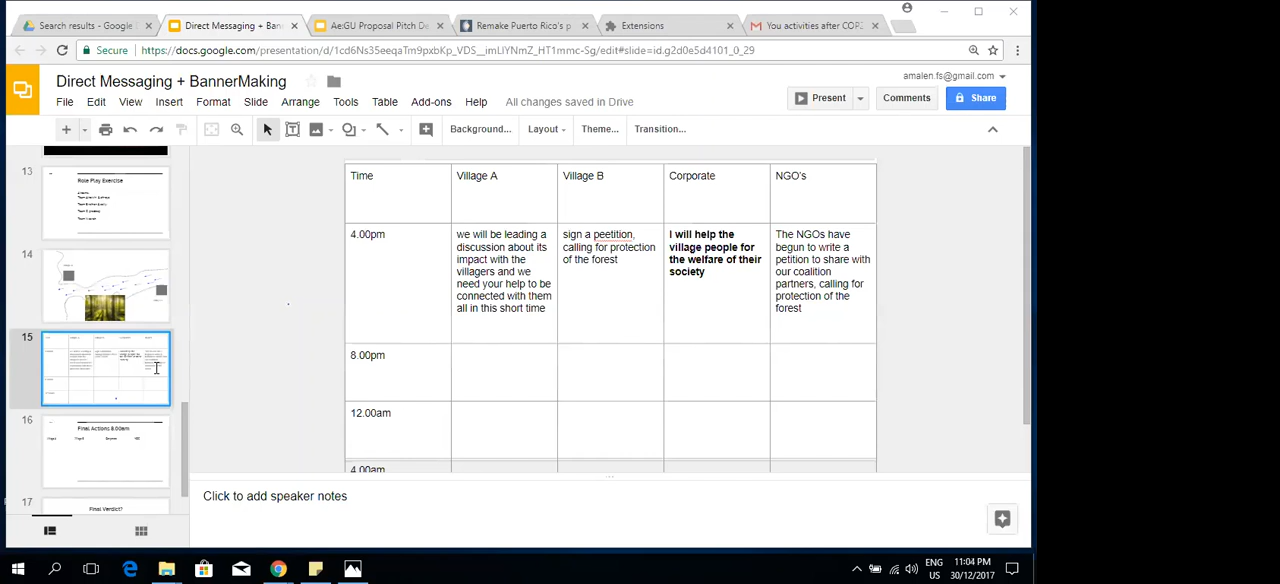 Search results - Google
Direct Messaging + Ban
Ae:GU Proposal Pitch De
Remake Puerto Rico's p
Extensions
You activities after COP2
Secure
https://docs.google.com/presentation/d/1cd6Ns35eeqaTm9pxbKp_VDS__imLIYNmZ_HT1mmc-Sg/edit#slide=id.g2d0e5d4101_0_29
Direct Messaging + BannerMaking
amalen.fs@gmail.com
File Edit View Insert Format Slide Arrange Tools Table Add-ons Help All changes saved in Drive
Present
Comments
Share
Background... Layout Theme... Transition...
13
Role Play Exercise
14
15
16
Final Actions 8.00am
17
Final Verdict?
Time Village A Village B Corporate NGO's
4.00pm
we will be leading a
discussion about its
impact with the
villagers and we
need your help to be
connected with them
all in this short time
sign a peetition,
calling for protection
of the forest
I will help the
village people for
the welfare of their
society
The NGOs have
begun to write a
petition to share with
our coalition
partners, calling for
protection of the
forest
8.00pm
12.00am
4.00am
Click to add speaker notes
ENG
US
11:04 PM
30/12/2017